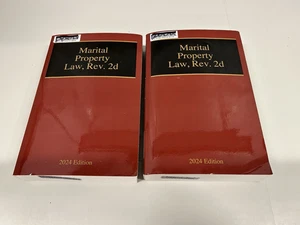 Marital
Property
Law, Rev. 2d
2024 Edition
Marital
Property
Law, Rev. 2d
2024 Edition